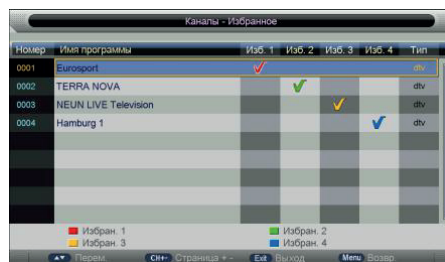 Каналы - Избранное
Номер Имя программы Изб. 1 Изб. 2 Изб. 3 Изб. 4 Тип
0001 Eurosport dtv
0002 TERRA NOVA dtv
0003 NEUN LIVE Television dtv
0004 Hamburg 1 dtv
Избран. 1 Избран. 2
Избран. 3 Избран. 4
Перем. CH+- Страница + - Exit Выход Menu Возвр.